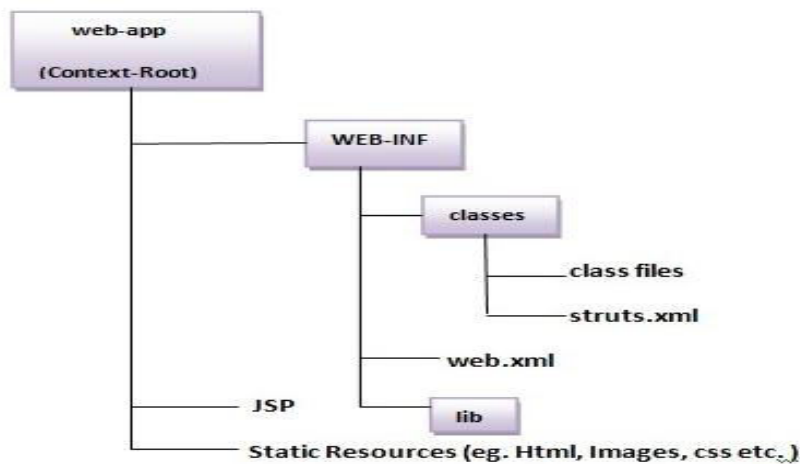 web-app
(Context-Root)
WEB-INF
classes
class files
struts.xml
web.xml
JSP
lib
Static Resources (eg. Html, Images, css etc. )